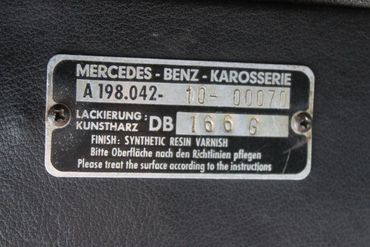 MERCEDES - BENZ - KAROSSERIE
A 198.042- 10- 00070
LACKIERUNG :
KUNSTHARZ DB 166 G
FINISH: SYNTHETIC RESIN VARNISH
Bitte Oberfläche nach den Richtlinien pflegen
Please treat the surface according to the instructions